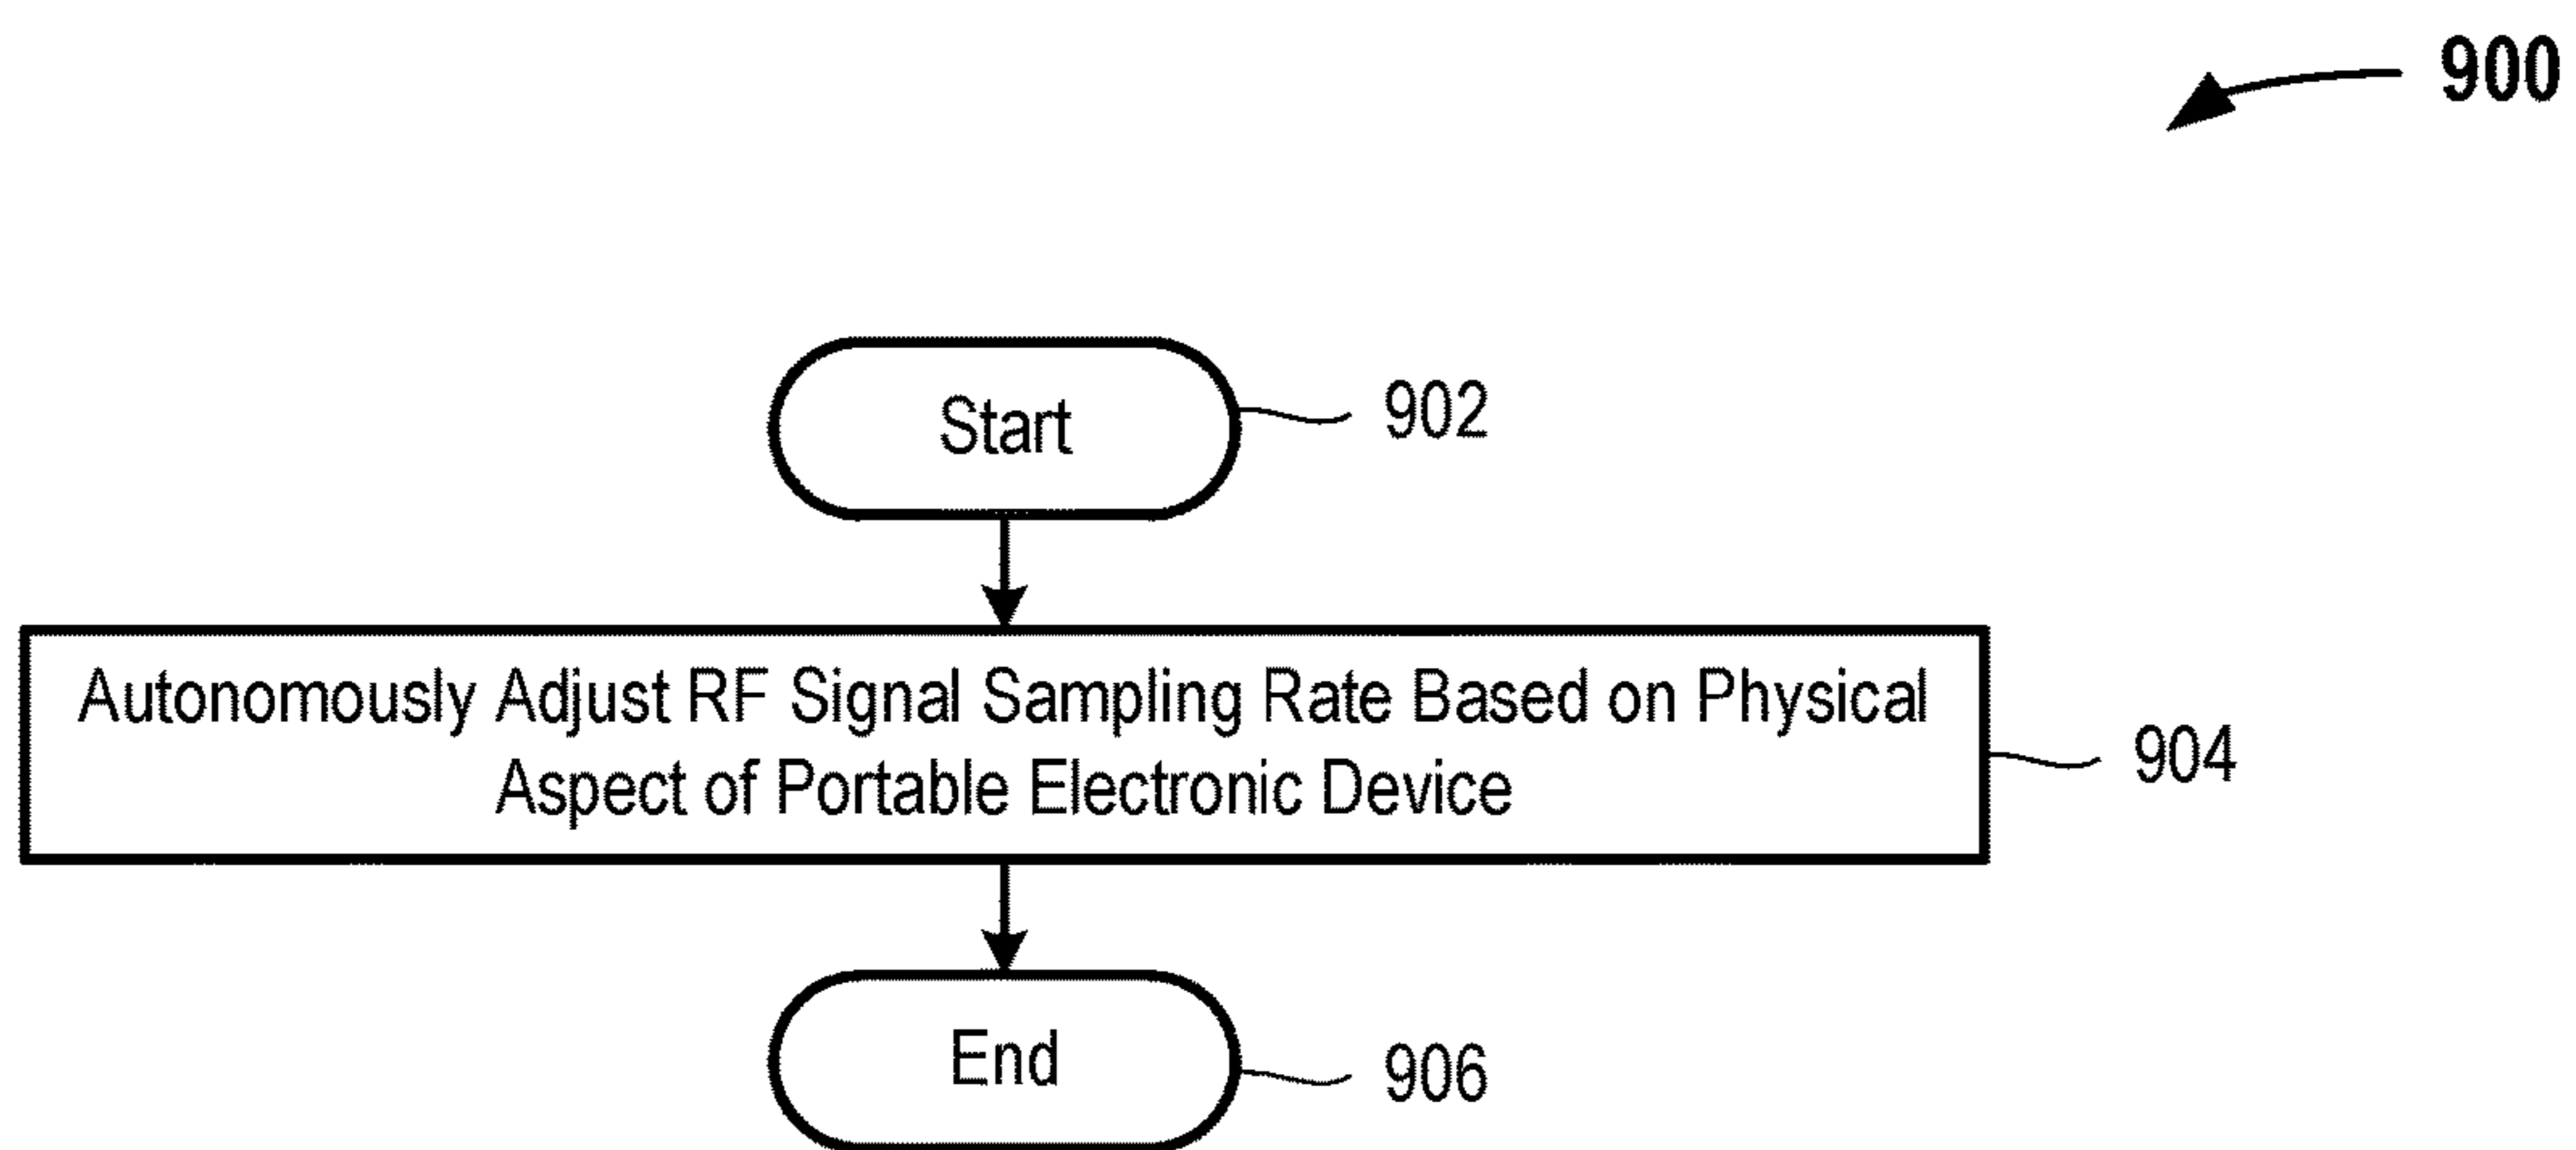 900
Start
902
Autonomously Adjust RF Signal Sampling Rate Based on Physical
Aspect of Portable Electronic Device
904
End
906